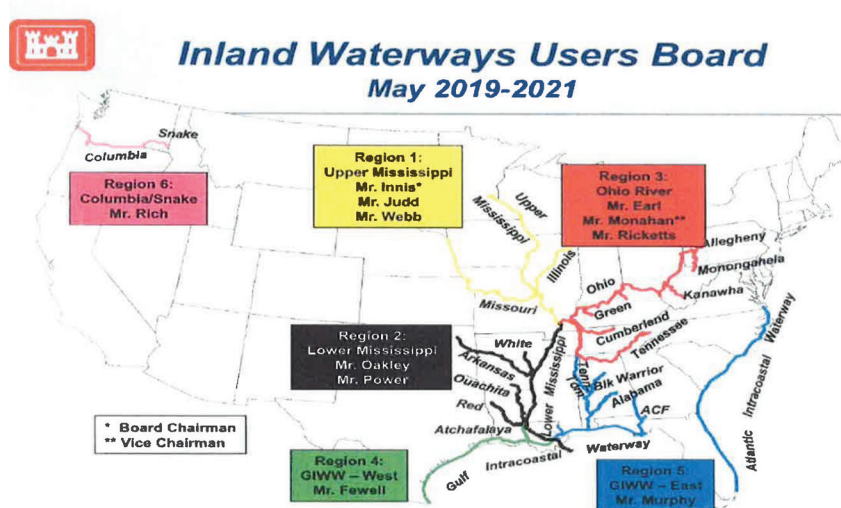 Inland Waterways Users Board
May 2019-2021
Snake
Columbia
Region 6:
Columbia/Snake
Mr. Rich
Region 1:
Upper Mississippi
Mr. Innis*
Mr. Judd
Mr. Webb
Region 3:
Ohio River
Mr. Earl
Mr. Monahan**
Mr. Ricketts
Upper
Mississippi
Illinois
Missouri
Ohio
Green
Allegheny
Monongahela
Kanawha
Cumberlend
Tennessee
Region 2:
Lower Mississippi
Mr. Oakley
Mr. Power
White
Arkansas
Ouachita
Red
Atchafalaya
Lower Mississippi
Tenn
Tom
Blk Warrior
Alabama
ACF
Atlantic Intracoastal Waterway
* Board Chairman
** Vice Chairman
Region 4:
GIWW – West
Mr. Fewell
Gulf Intracoastal Waterway
Region 5:
GIWW – East
Mr. Murphy